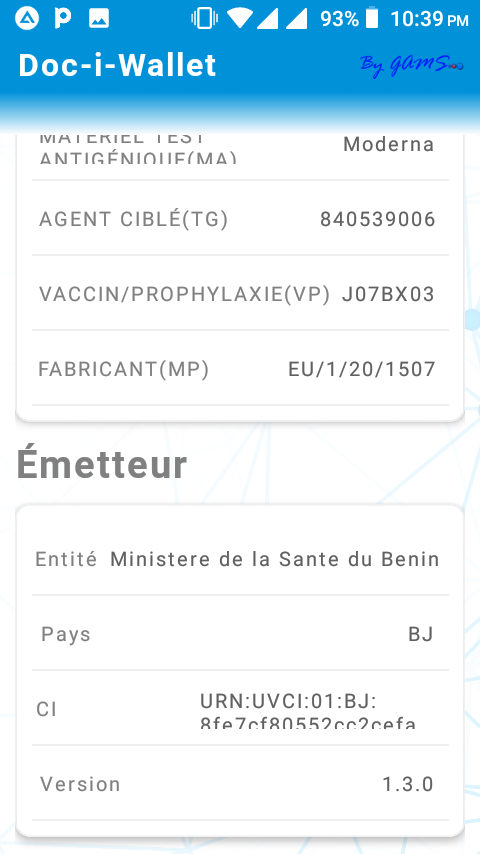 93% 10:39 PM
Doc-i-Wallet
By GAMS
MATÉRIEL TEST
ANTIGÉNIQUE(MA) Moderna
AGENT CIBLÉ(TG) 840539006
VACCIN/PROPHYLAXIE(VP) J07BX03
FABRICANT(MP) EU/1/20/1507
Émetteur
Entité Ministere de la Sante du Benin
Pays BJ
CI URN:UVCI:01:BJ:
8fe7cf80552cc2cefa
Version 1.3.0